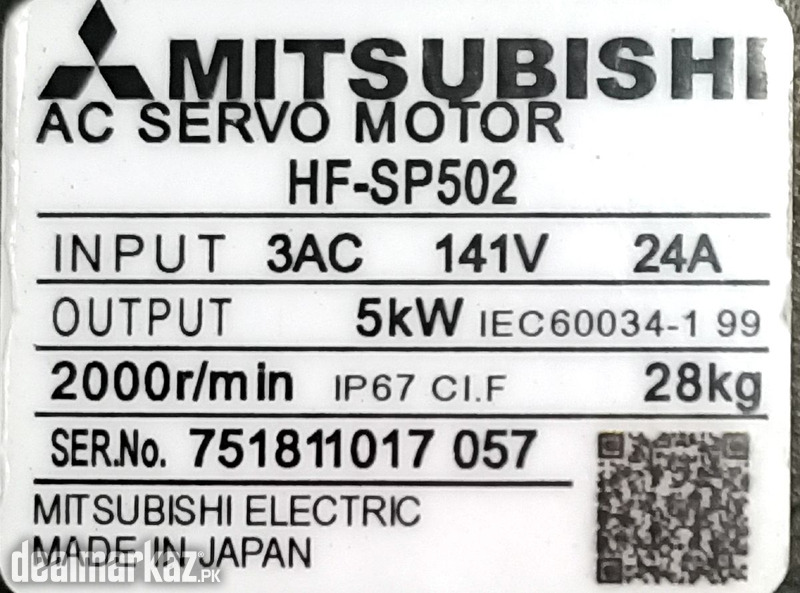 MITSUBISHI
AC SERVO MOTOR
HF-SP502
INPUT 3AC 141V 24A
OUTPUT 5kW IEC60034-1 99
2000r/min IP67 CI.F 28kg
SER.No. 751811017 057
MITSUBISHI ELECTRIC
MADE IN JAPAN
dealmarkaz.PK